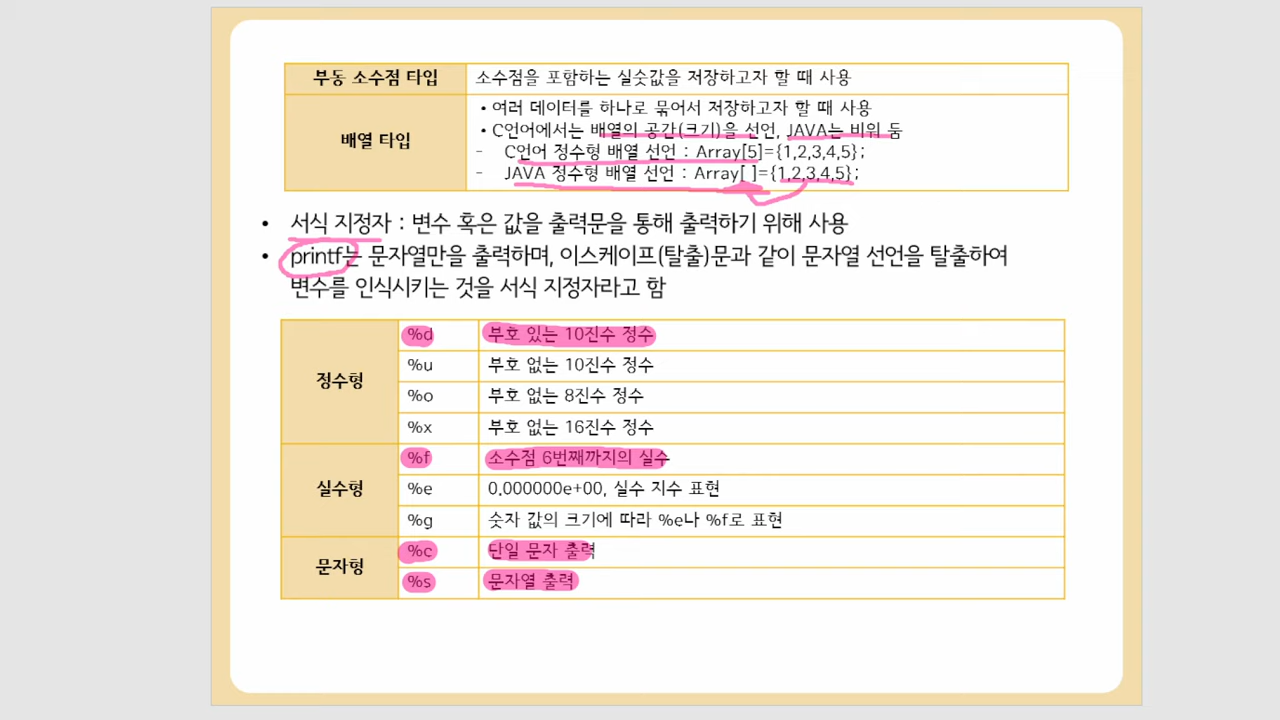 부동 소수점 타입 소수점을 포함하는 실숫값을 저장하고자 할 때 사용
배열 타입
• 여러 데이터를 하나로 묶어서 저장하고자 할 때 사용
• C언어에서는 배열의 공간(크기)을 선언, JAVA는 비워 둠
- C언어 정수형 배열 선언 : Array[5]={1,2,3,4,5};
- JAVA 정수형 배열 선언 : Array[ ]={1,2,3,4,5};
• 서식 지정자 : 변수 혹은 값을 출력문을 통해 출력하기 위해 사용
• printf는 문자열만을 출력하며, 이스케이프(탈출)문과 같이 문자열 선언을 탈출하여
변수를 인식시키는 것을 서식 지정자라고 함
정수형
%d 부호 있는 10진수 정수
%u 부호 없는 10진수 정수
%o 부호 없는 8진수 정수
%x 부호 없는 16진수 정수
실수형
%f 소수점 6번째까지의 실수
%e 0.000000e+00, 실수 지수 표현
%g 숫자 값의 크기에 따라 %e나 %f로 표현
문자형
%c 단일 문자 출력
%s 문자열 출력